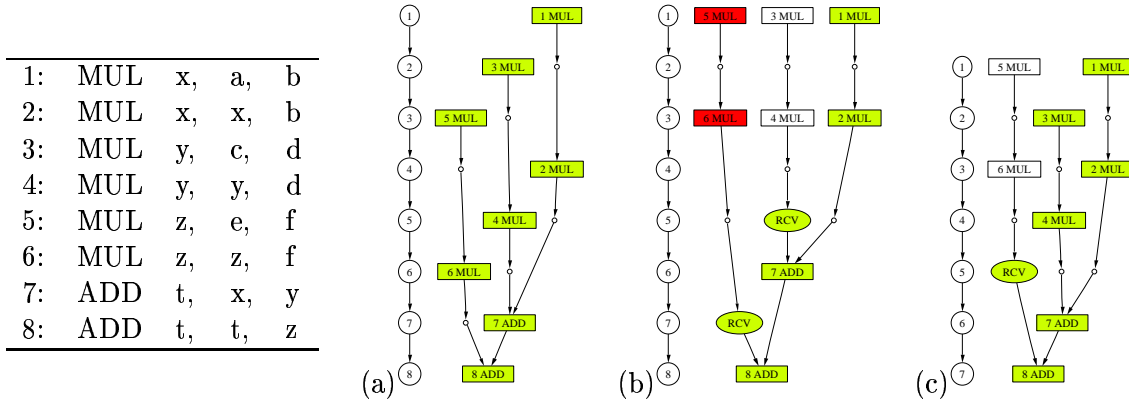 1: MUL x, a, b
2: MUL x, x, b
3: MUL y, c, d
4: MUL y, y, d
5: MUL z, e, f
6: MUL z, z, f
7: ADD t, x, y
8: ADD t, t, z
(a)
1 1 MUL
2 3 MUL
3 5 MUL
4 2 MUL
5 4 MUL
6 6 MUL
7 7 ADD
8 8 ADD
(b)
1 5 MUL 3 MUL 1 MUL
2
3 6 MUL 4 MUL 2 MUL
4
5 RCV
6 7 ADD
7 RCV
8 8 ADD
(c)
1 5 MUL 1 MUL
2 3 MUL
3 6 MUL 2 MUL
4 4 MUL
5 RCV
6 7 ADD
7 8 ADD